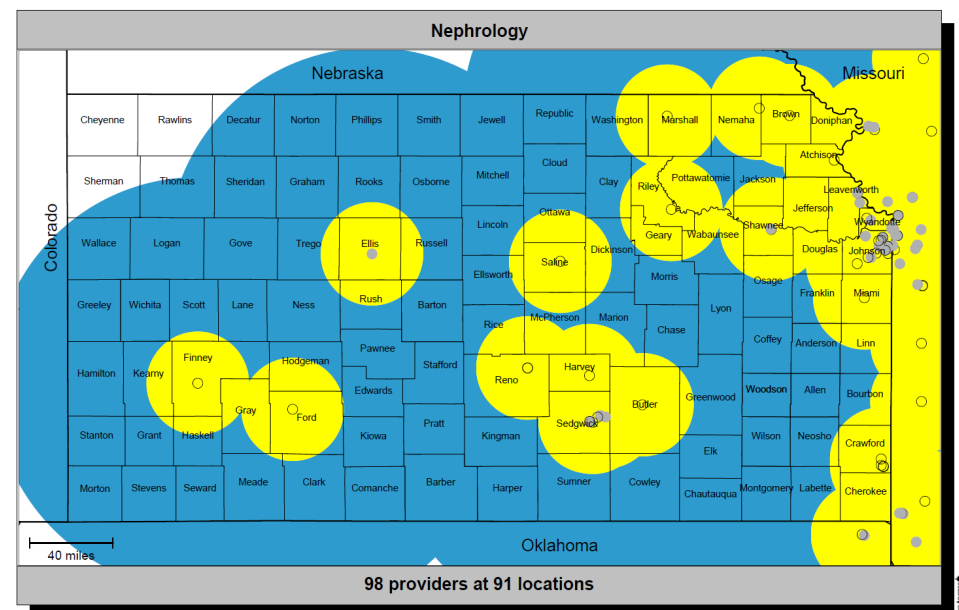 Nephrology
Nebraska
Missouri
Colorado
Cheyenne Rawlins Decatur Norton Phillips Smith Jewell Republic Washington Marshall Nemaha Brown Doniphan
Cloud
Atchison
Sherman Thomas Sheridan Graham Rooks Osborne Mitchell Clay Riley Pottawatomie Jackson
Leavenworth
Jefferson
Ottawa
Lincoln
Wyandotte
Shawnee
Wallace Logan Gove Trego Ellis Russell Dickinson Geary Wabaunsee Douglas Johnson
Saline
Ellsworth Morris
Osage
Greeley Wichita Scott Lane Ness Rush Barton Lyon Franklin Miami
Rice McPherson Marion Chase
Coffey Anderson Linn
Pawnee
Finney Hodgeman Stafford
Hamilton Kearny Reno Harvey
Edwards Woodson Allen Bourbon
Gray Ford Butler Greenwood
Pratt Sedgwick
Stanton Grant Haskell Kiowa Kingman Wilson Neosho Crawford
Elk
Morton Stevens Seward Meade Clark Comanche Barber Harper Sumner Cowley Chautauqua Montgomery Labette Cherokee
Oklahoma
40 miles
98 providers at 91 locations